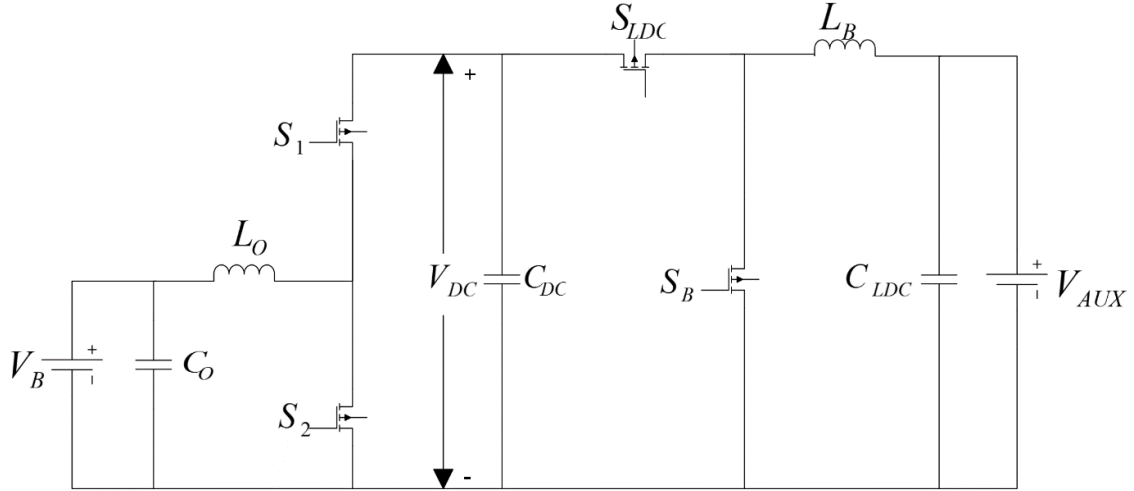 S_LDC
L_B
+
S_1
L_O
V_DC
C_DC
S_B
C_LDC
+
-
V_AUX
V_B
+
-
C_O
S_2
-